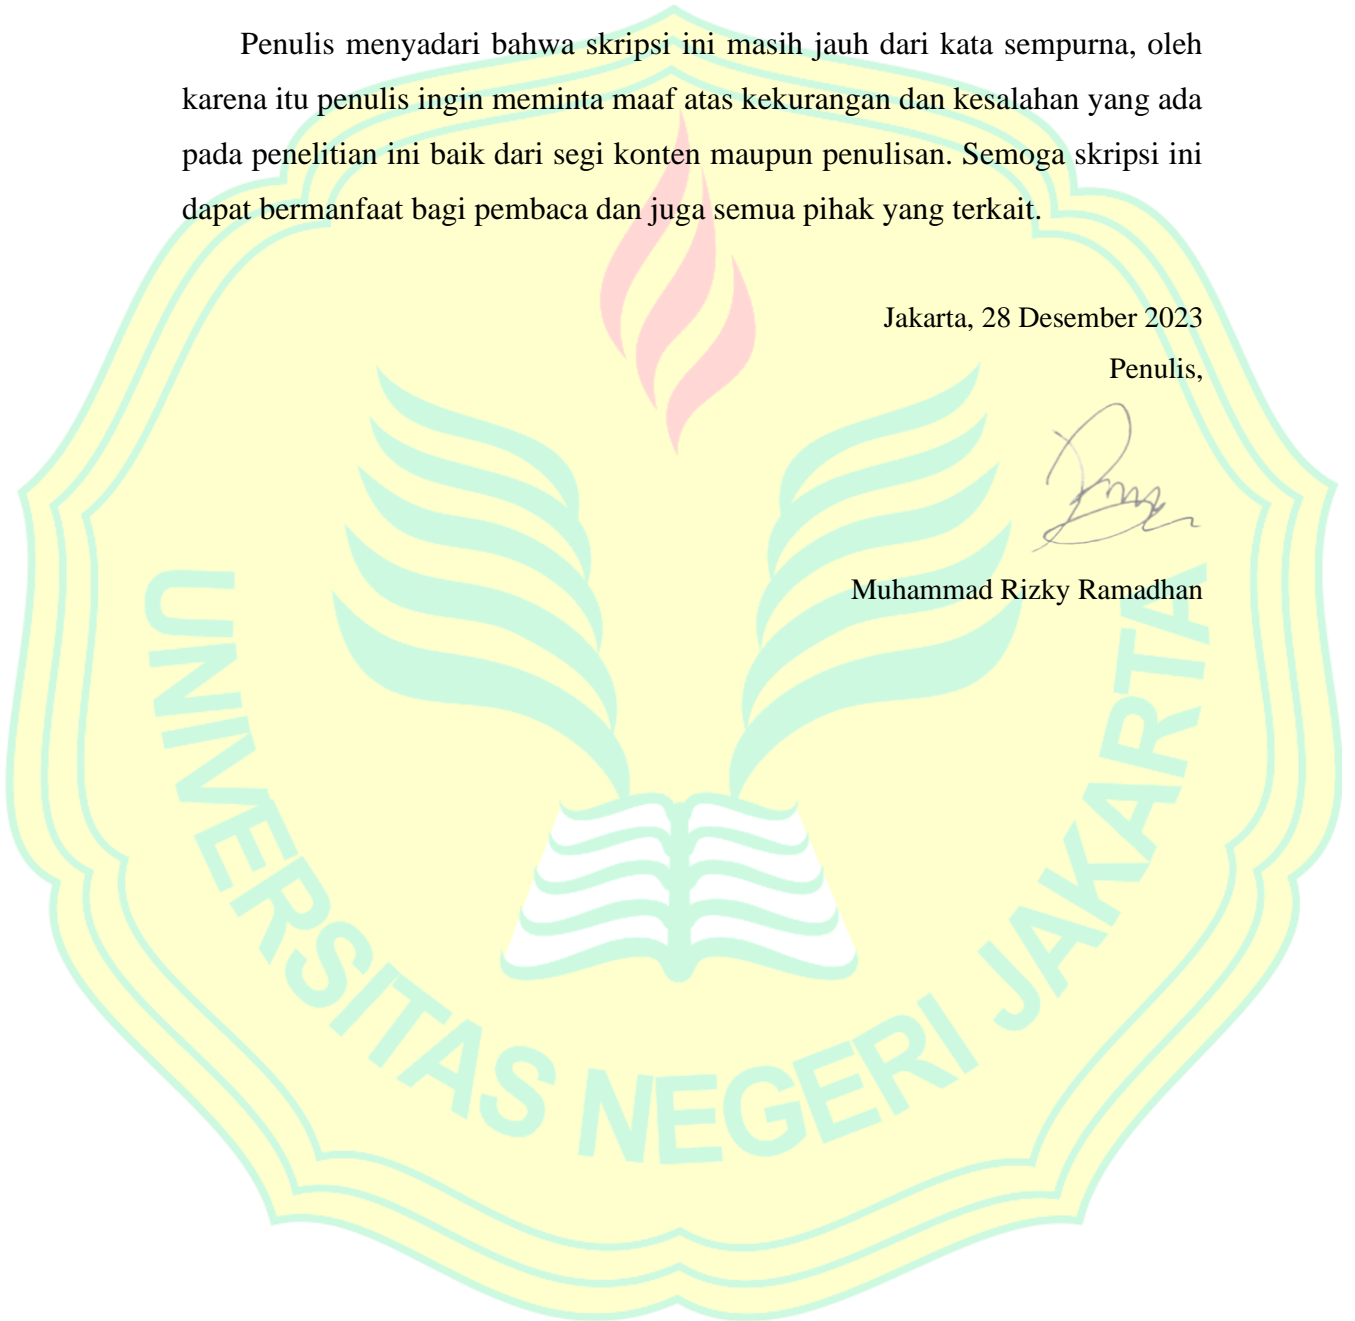 Penulis menyadari bahwa skripsi ini masih jauh dari kata sempurna, oleh
karena itu penulis ingin meminta maaf atas kekurangan dan kesalahan yang ada
pada penelitian ini baik dari segi konten maupun penulisan. Semoga skripsi ini
dapat bermanfaat bagi pembaca dan juga semua pihak yang terkait.
Jakarta, 28 Desember 2023
Penulis,
Muhammad Rizky Ramadhan
UNIVERSITAS NEGERI JAKARTA